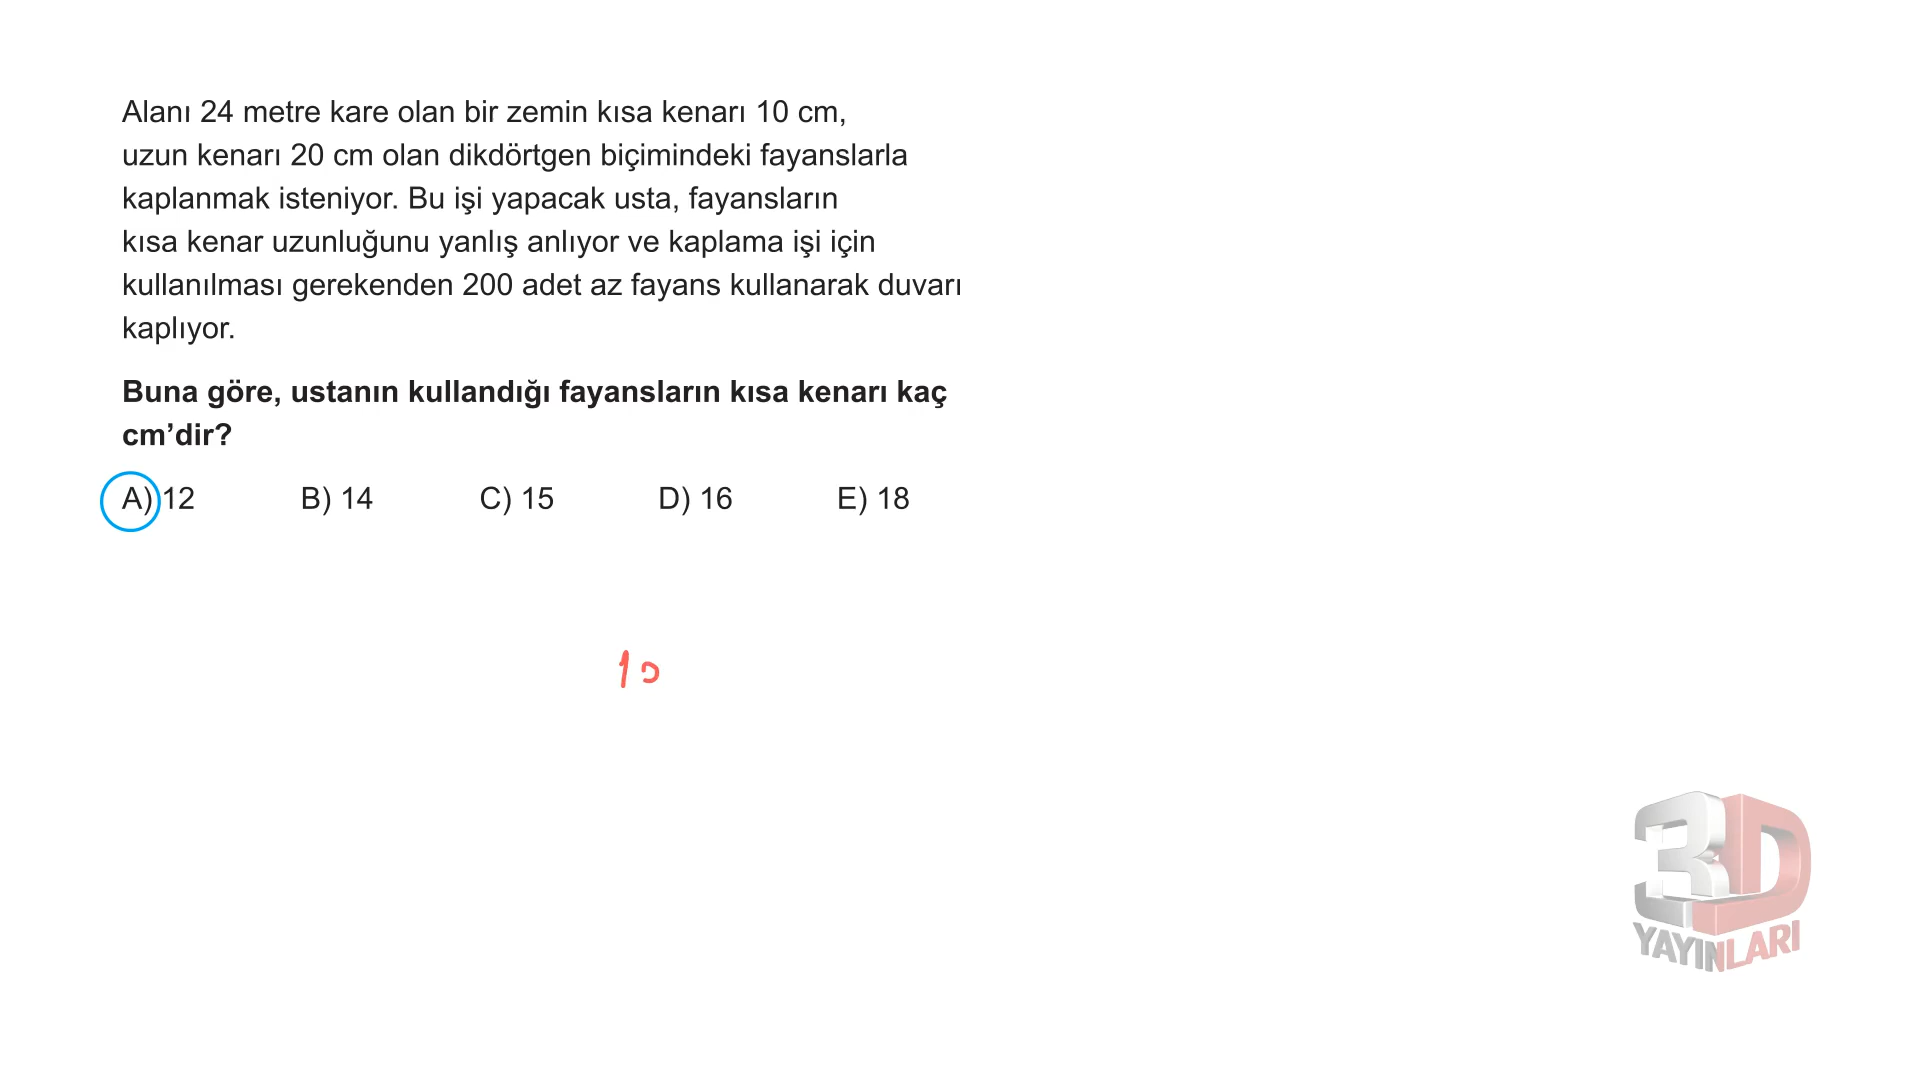 Alanı 24 metre kare olan bir zemin kısa kenarı 10 cm,
uzun kenarı 20 cm olan dikdörtgen biçimindeki fayanslarla
kaplanmak isteniyor. Bu işi yapacak usta, fayansların
kısa kenar uzunluğunu yanlış anlıyor ve kaplama işi için
kullanılması gerekenden 200 adet az fayans kullanarak duvarı
kaplıyor.
Buna göre, ustanın kullandığı fayansların kısa kenarı kaç
cm’dir?
A) 12 B) 14 C) 15 D) 16 E) 18
10
3D
YAYINLARI